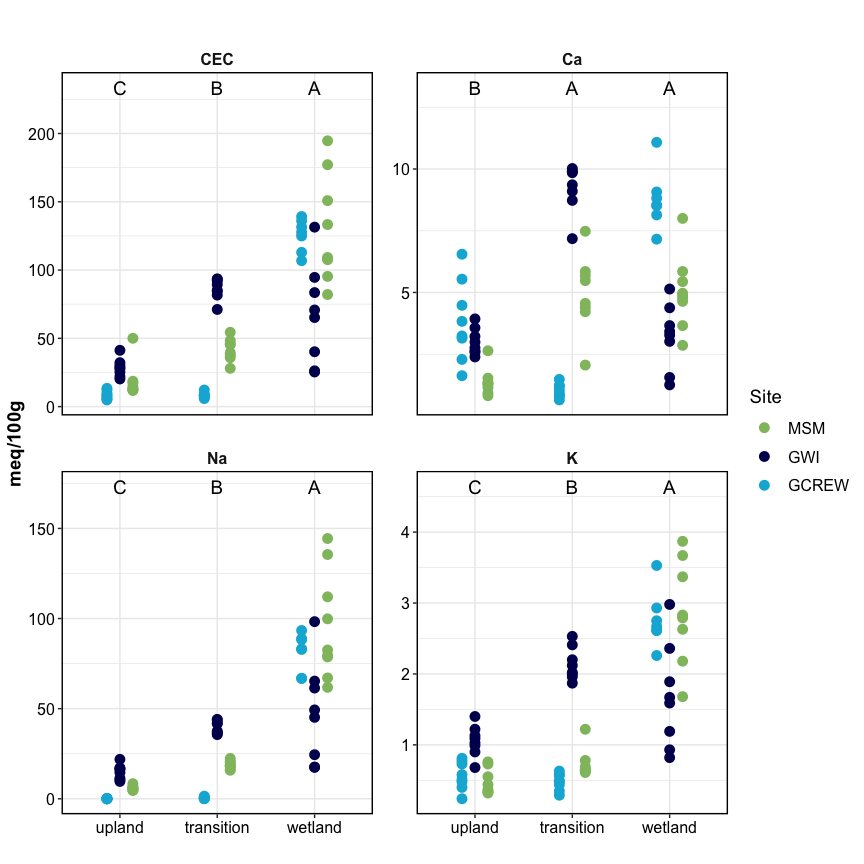 CEC
Ca
C B A
B A A
200
150
100
50
0
10
5
meq/100g
Site
MSM
GWI
GCREW
Na
K
C B A
C B A
150
100
50
0
4
3
2
1
upland transition wetland
upland transition wetland